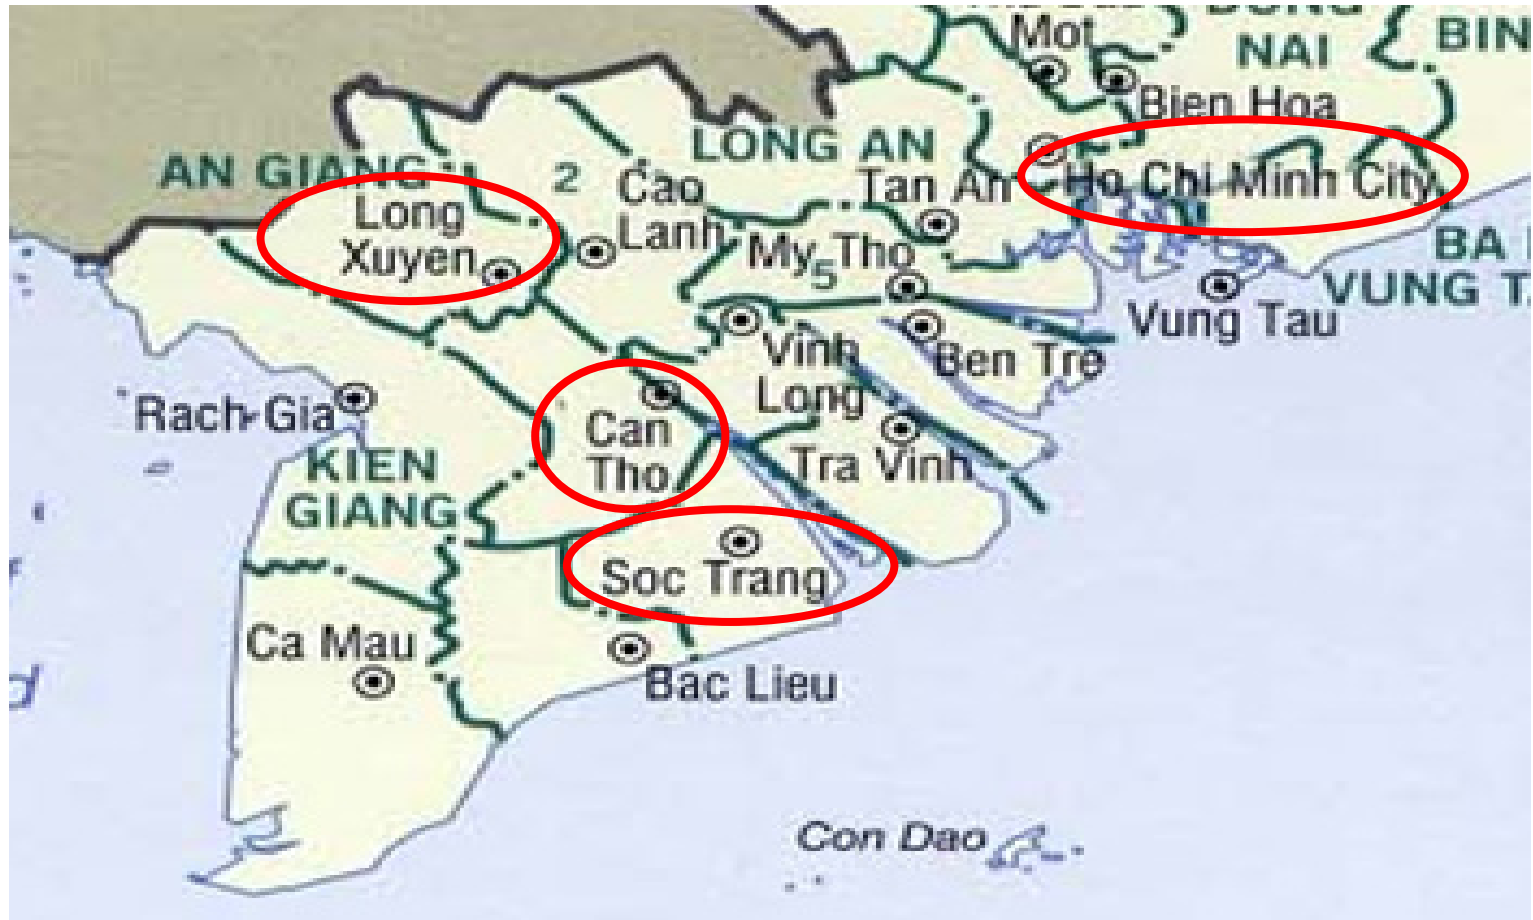 Mot
NAI
BIN
Bien Hoa
LONG AN
AN GIANG
2
Cao
Lanh
Tan An
Ho Chi Minh City
Long
Xuyen
My Tho
5
BA
VUNG T
Vung Tau
Vinh
Long
Ben Tre
Rach Gia
Can
Tho
Tra Vinh
KIEN
GIANG
Soc Trang
Ca Mau
Bac Lieu
Con Dao